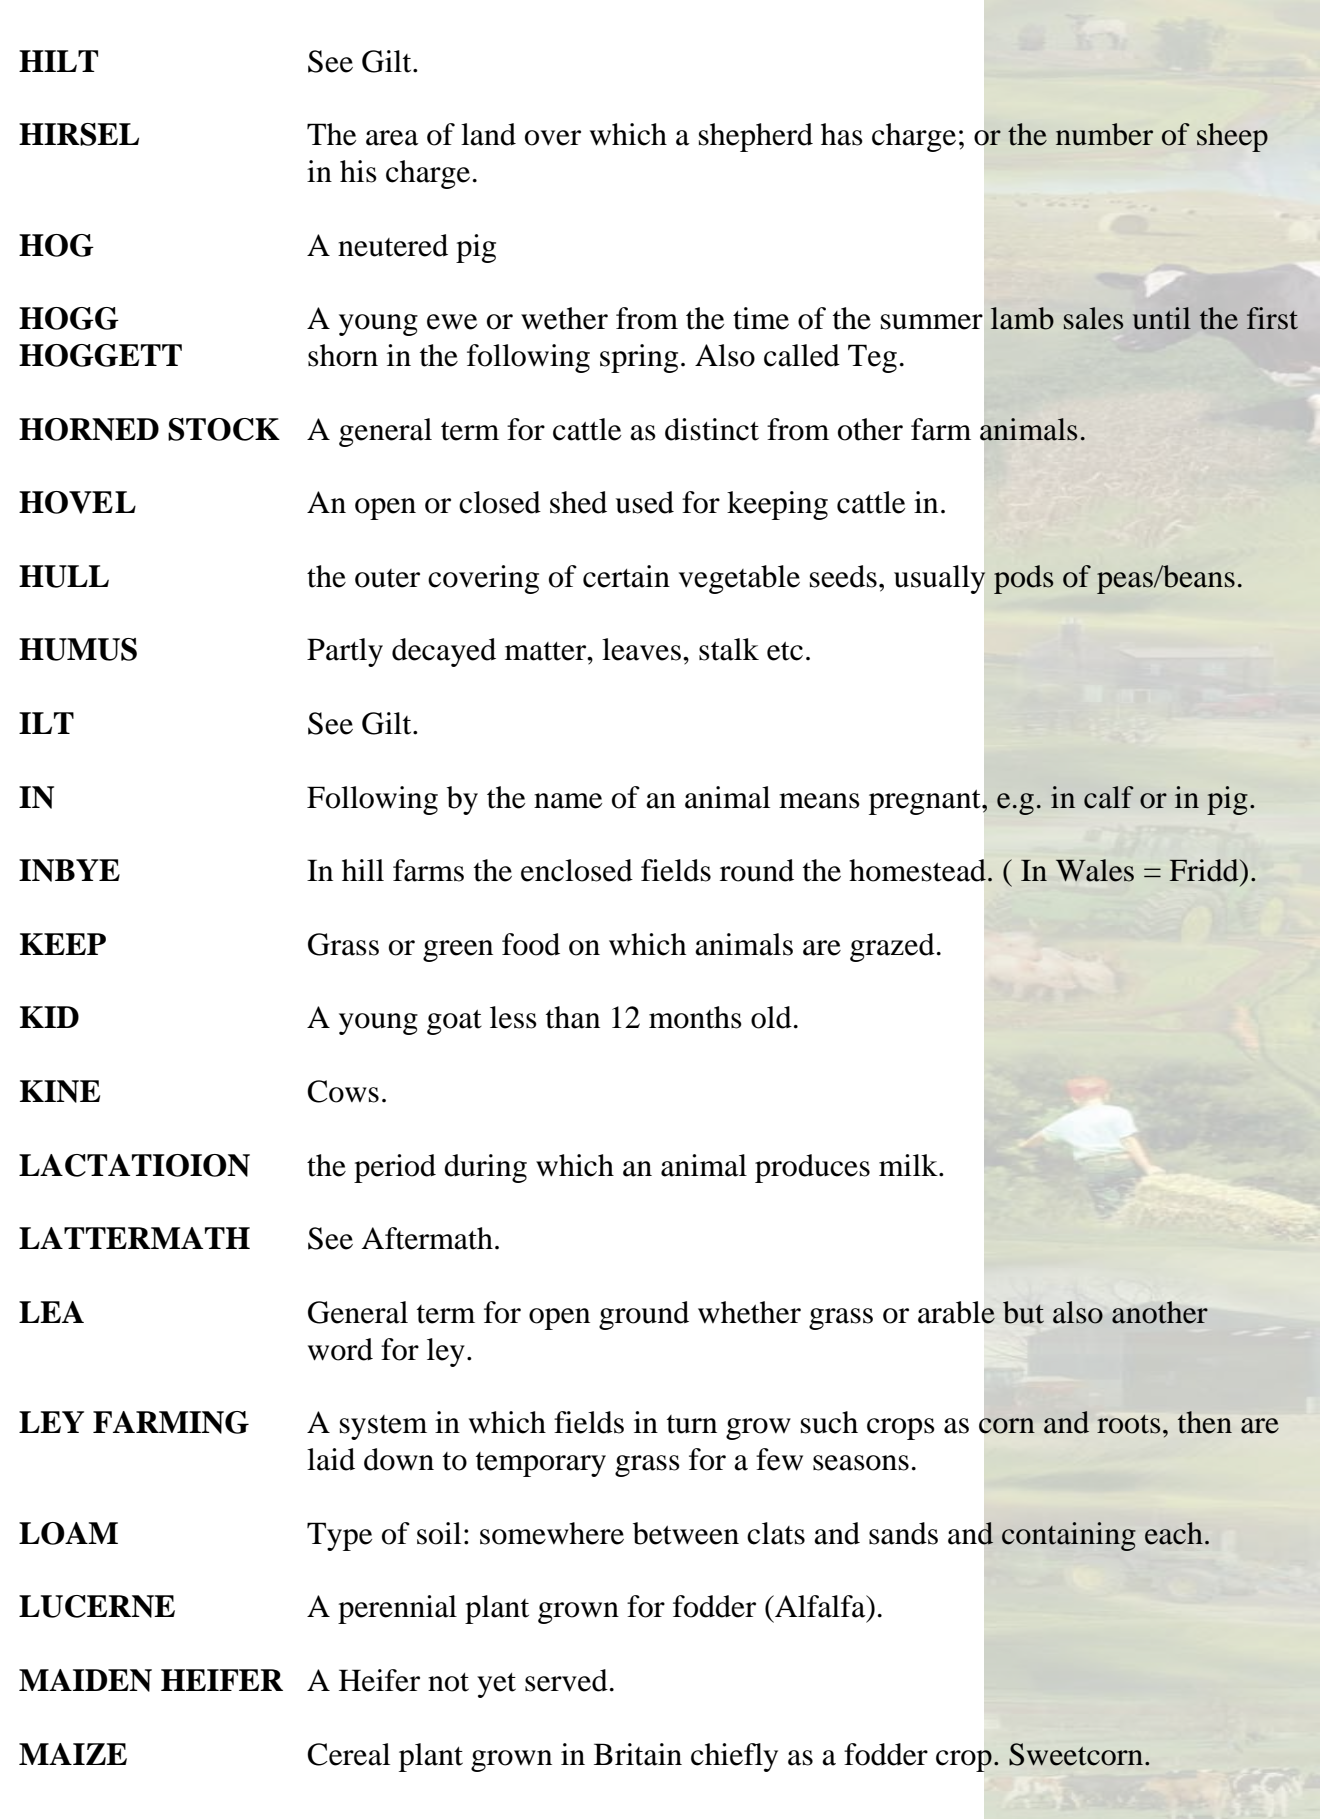 HILT See Gilt.
HIRSEL The area of land over which a shepherd has charge; or the number of sheep
in his charge.
HOG A neutered pig
HOGG A young ewe or wether from the time of the summer lamb sales until the first
HOGGETT shorn in the following spring. Also called Teg.
HORNED STOCK A general term for cattle as distinct from other farm animals.
HOVEL An open or closed shed used for keeping cattle in.
HULL the outer covering of certain vegetable seeds, usually pods of peas/beans.
HUMUS Partly decayed matter, leaves, stalk etc.
ILT See Gilt.
IN Following by the name of an animal means pregnant, e.g. in calf or in pig.
INBYE In hill farms the enclosed fields round the homestead. ( In Wales = Fridd).
KEEP Grass or green food on which animals are grazed.
KID A young goat less than 12 months old.
KINE Cows.
LACTATIOION the period during which an animal produces milk.
LATTERMATH See Aftermath.
LEA General term for open ground whether grass or arable but also another
word for ley.
LEY FARMING A system in which fields in turn grow such crops as corn and roots, then are
laid down to temporary grass for a few seasons.
LOAM Type of soil: somewhere between clats and sands and containing each.
LUCERNE A perennial plant grown for fodder (Alfalfa).
MAIDEN HEIFER A Heifer not yet served.
MAIZE Cereal plant grown in Britain chiefly as a fodder crop. Sweetcorn.